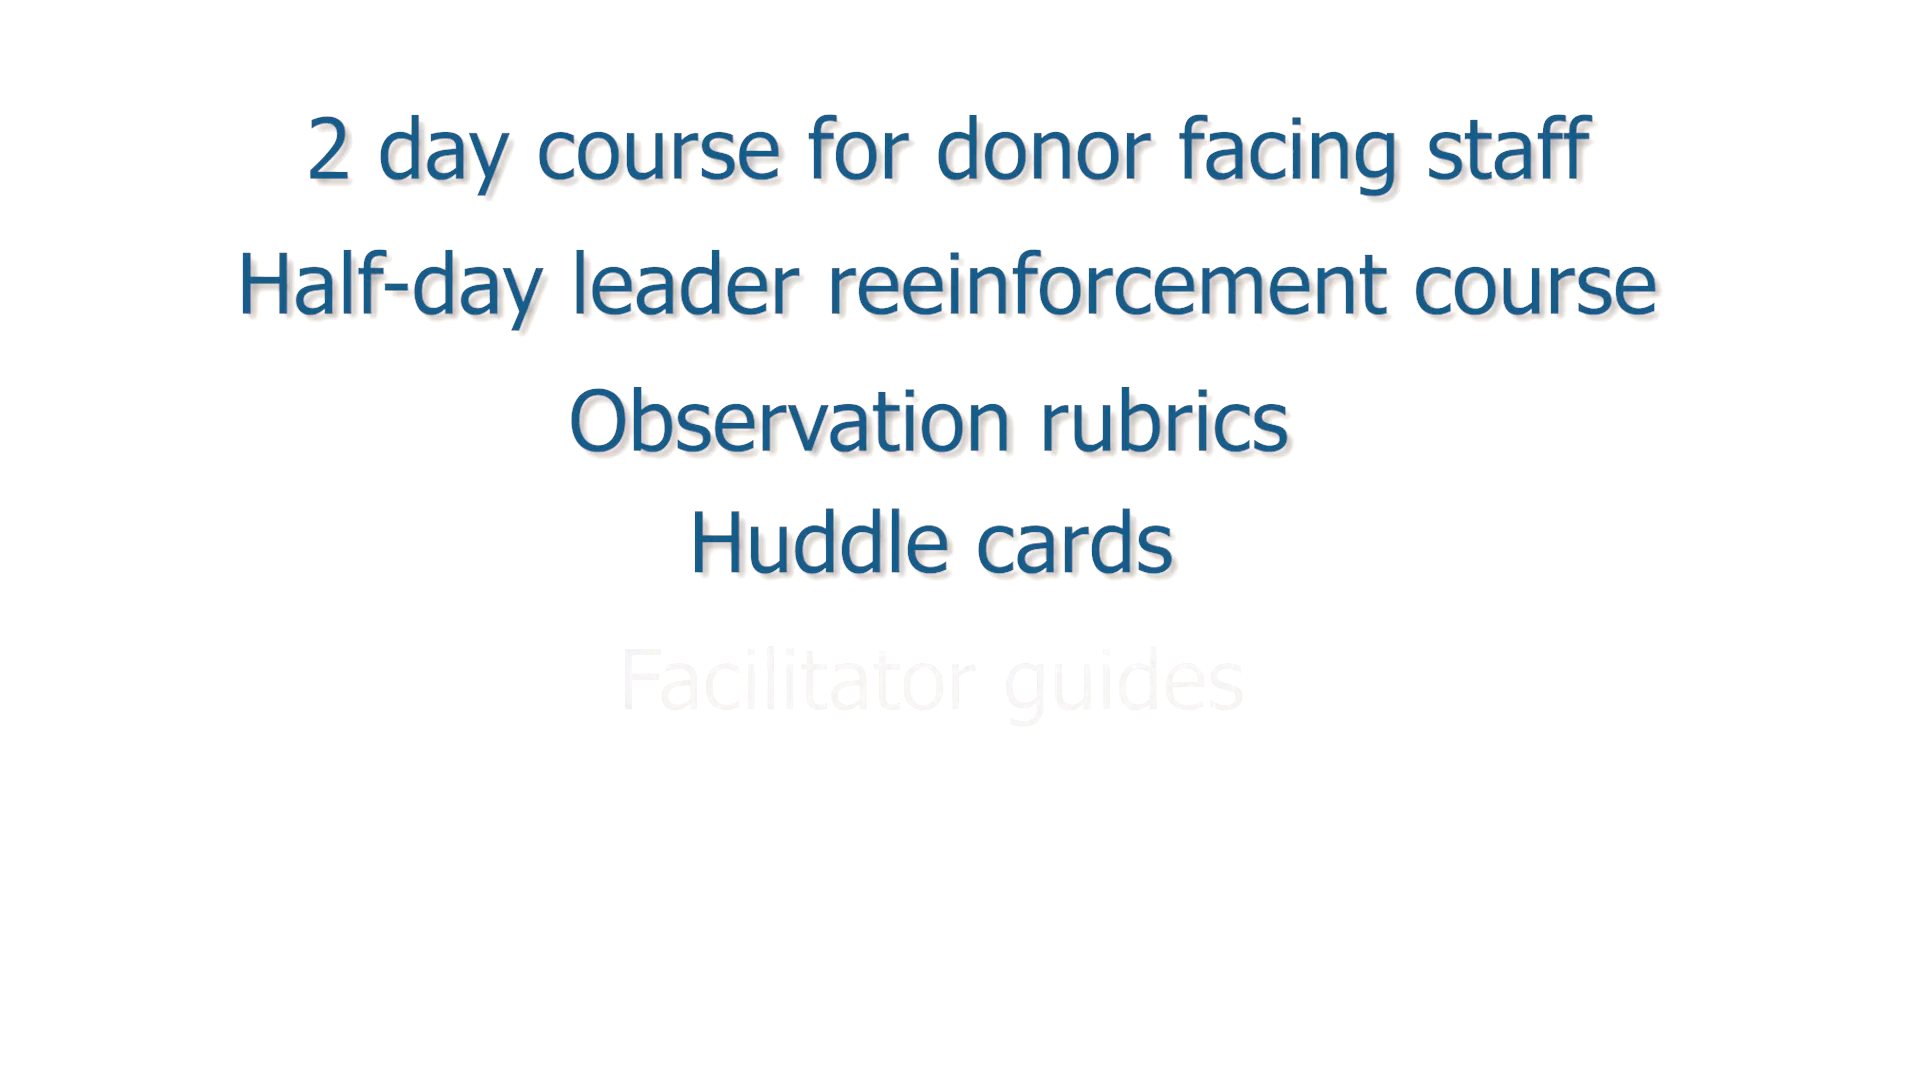 2 day course for donor facing staff
Half-day leader reeinforcement course
Observation rubrics
Huddle cards
Facilitator guides